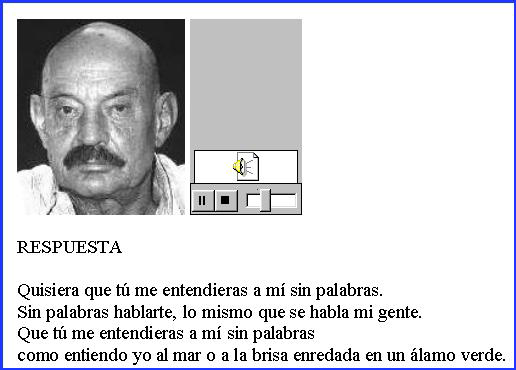 RESPUESTA
Quisiera que tú me entendieras a mí sin palabras.
Sin palabras hablarte, lo mismo que se habla mi gente.
Que tú me entendieras a mí sin palabras
como entiendo yo al mar o a la brisa enredada en un álamo verde.